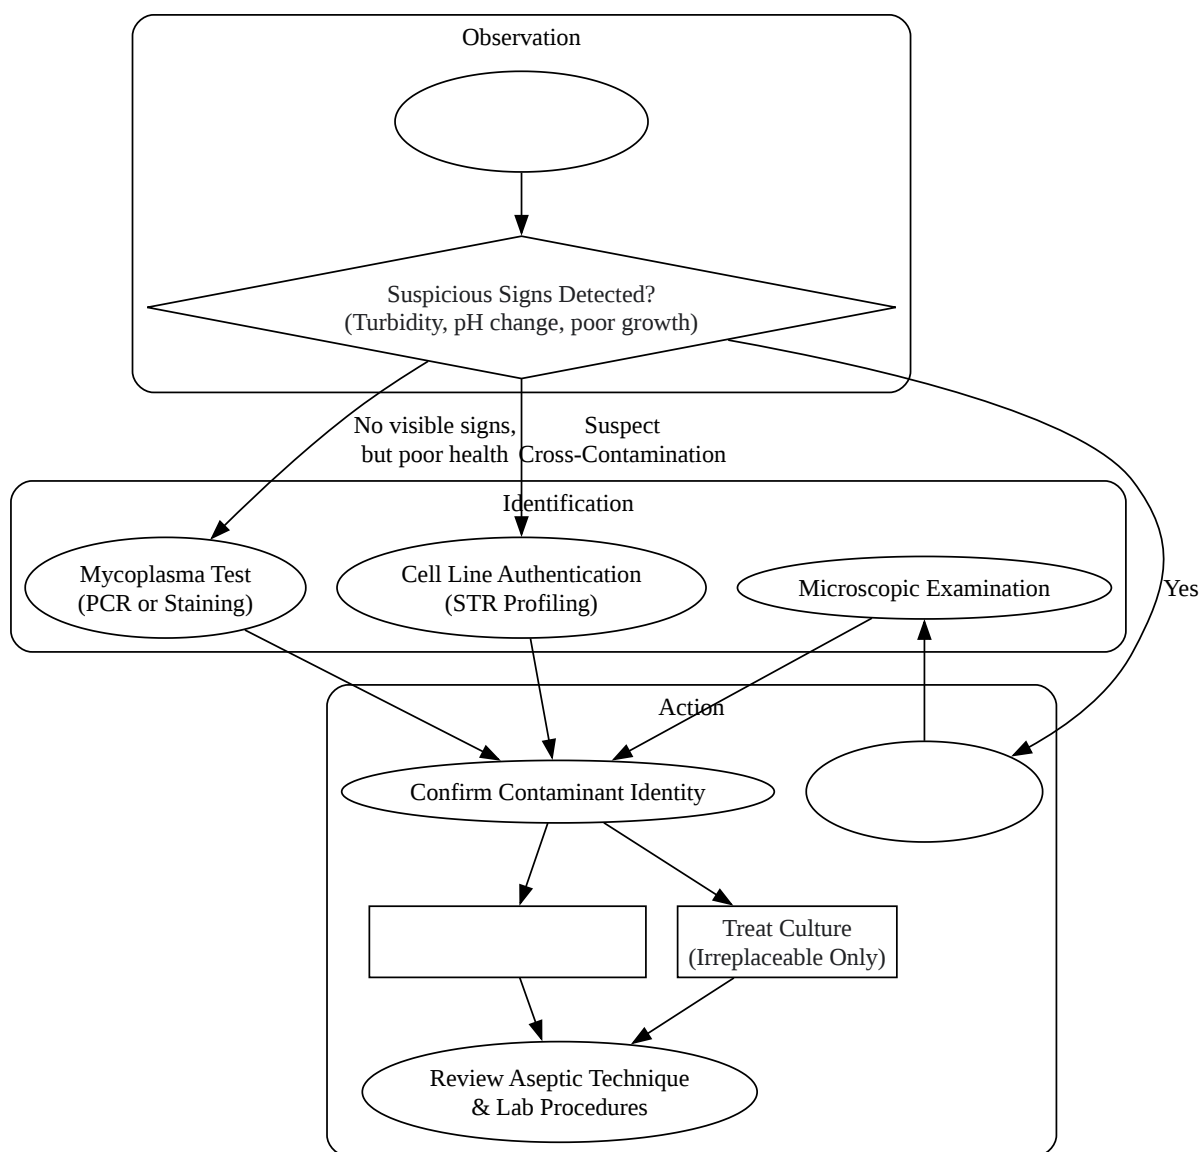 Observation
Suspicious Signs Detected?
(Turbidity, pH change, poor growth)
No visible signs,
but poor health
Suspect
Cross-Contamination
Yes
Identification
Mycoplasma Test
(PCR or Staining)
Cell Line Authentication
(STR Profiling)
Microscopic Examination
Action
Confirm Contaminant Identity
Treat Culture
(Irreplaceable Only)
Review Aseptic Technique
& Lab Procedures